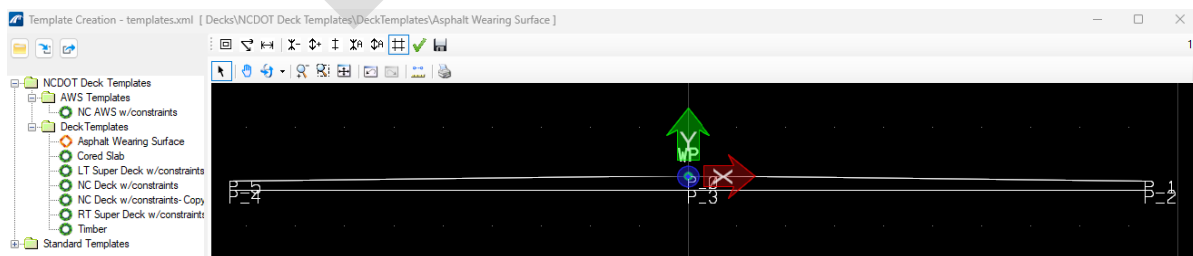 Template Creation - templates.xml [ Decks\NCDOT Deck Templates\DeckTemplates\Asphalt Wearing Surface ]
1
NCDOT Deck Templates
AWS Templates
NC AWS w/constraints
DeckTemplates
Asphalt Wearing Surface
Cored Slab
LT Super Deck w/constraints
NC Deck w/constraints
NC Deck w/constraints- Copy
RT Super Deck w/constraints
Timber
Standard Templates
Y
WP
X
P_5
P_4
P_3
P_1
P_2